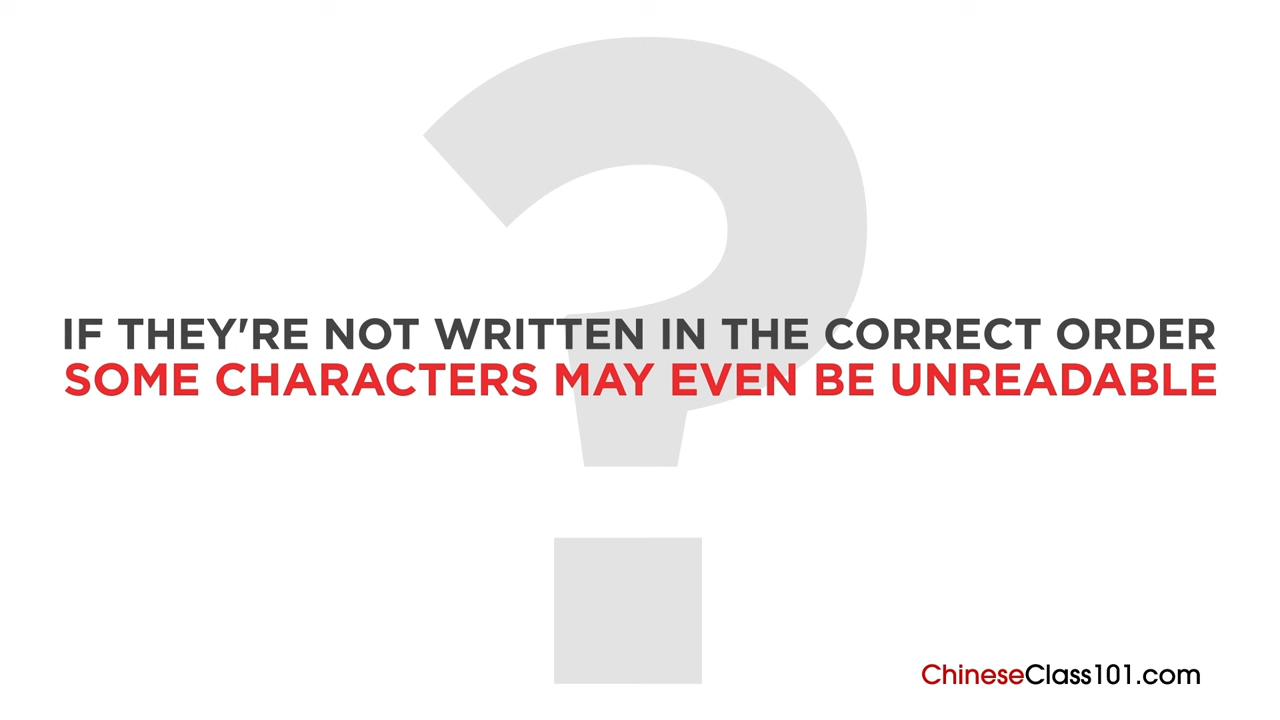 IF THEY'RE NOT WRITTEN IN THE CORRECT ORDER
SOME CHARACTERS MAY EVEN BE UNREADABLE
ChineseClass101.com